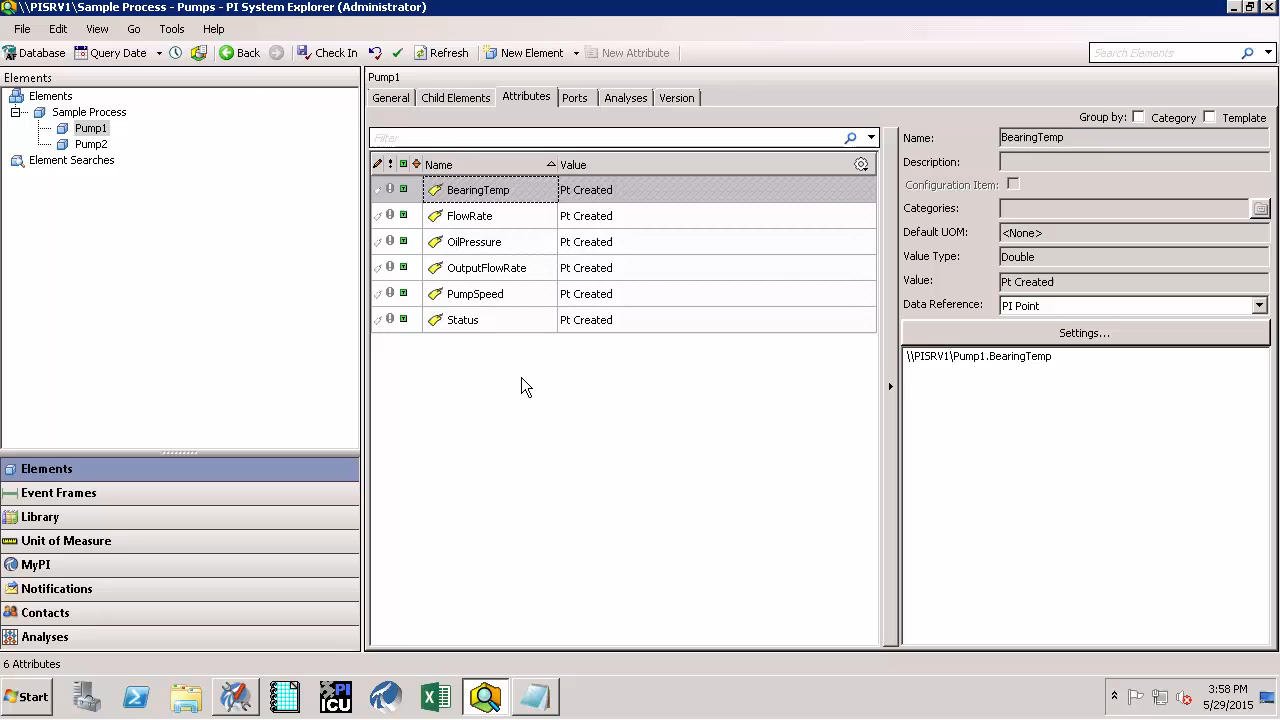 \\PISRV1\Sample Process - Pumps - PI System Explorer (Administrator)
File Edit View Go Tools Help
Database Query Date Back Check In Refresh New Element New Attribute Search Elements
Elements
Elements
Sample Process
Pump1
Pump2
Element Searches
Elements
Event Frames
Library
Unit of Measure
MyPI
Notifications
Contacts
Analyses
Pump1
General Child Elements Attributes Ports Analyses Version
Group by: Category Template
Filter
Name Value
BearingTemp Pt Created
FlowRate Pt Created
OilPressure Pt Created
OutputFlowRate Pt Created
PumpSpeed Pt Created
Status Pt Created
Name: BearingTemp
Description:
Configuration Item:
Categories:
Default UOM: <None>
Value Type: Double
Value: Pt Created
Data Reference: PI Point
Settings...
\\PISRV1\Pump1.BearingTemp
6 Attributes
Start
PI
ICU
3:58 PM
5/29/2015